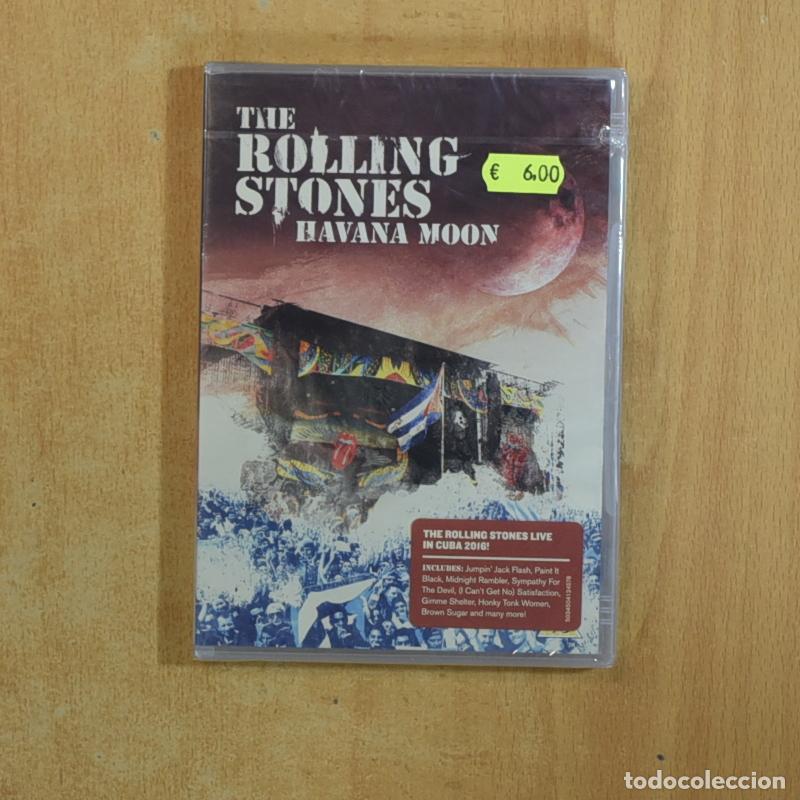 THE
ROLLING
STONES
HAVANA MOON
€ 6,00
THE ROLLING STONES LIVE
IN CUBA 2016!
INCLUDES: Jumpin' Jack Flash, Paint It
Black, Midnight Rambler, Sympathy For
The Devil, (I Can't Get No) Satisfaction,
Gimme Shelter, Honky Tonk Women,
Brown Sugar and many more!
todocoleccion